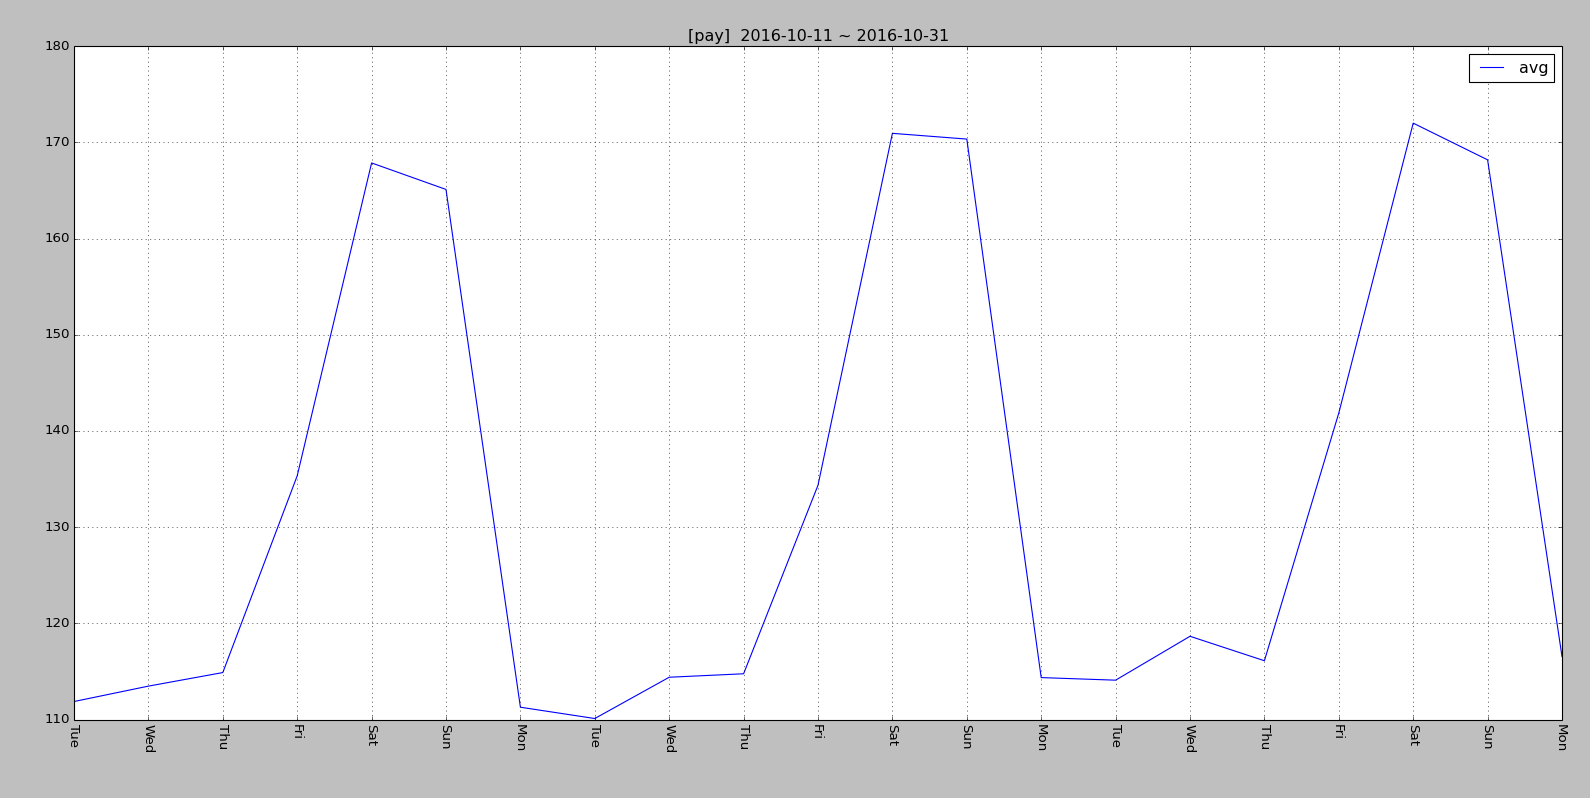 [pay]  2016-10-11 ~ 2016-10-31
avg
180
170
160
150
140
130
120
110
Tue Wed Thu Fri Sat Sun Mon Tue Wed Thu Fri Sat Sun Mon Tue Wed Thu Fri Sat Sun Mon